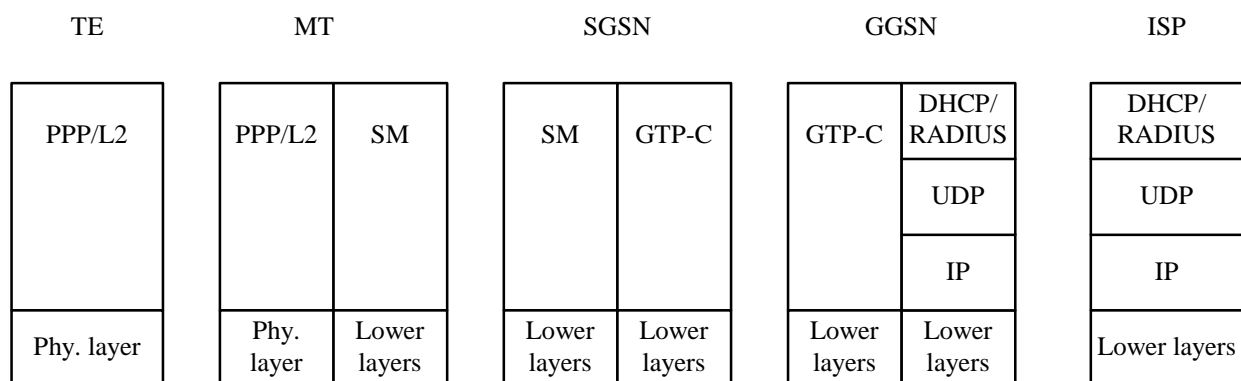 TE MT SGSN GGSN ISP
PPP/L2
PPP/L2 SM
SM GTP-C
GTP-C
DHCP/
RADIUS
UDP
IP
DHCP/
RADIUS
UDP
IP
Phy. layer
Phy.
layer
Lower
layers
Lower
layers
Lower
layers
Lower
layers
Lower
layers
Lower layers